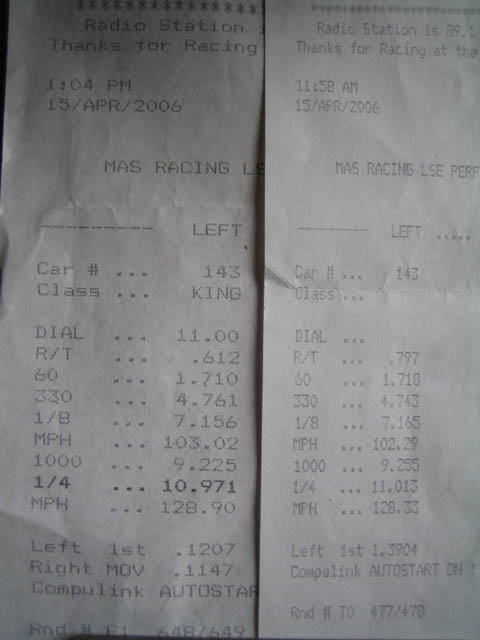 ********************
Radio Station
Thanks for Racing
1:04 PM
15/APR/2006
MAS RACING LS
---------- LEFT
Car # ... 143
Class ... KING
DIAL ... 11.00
R/T ... .612
60 ... 1.710
330 ... 4.761
1/8 ... 7.156
MPH ... 103.02
1000 ... 9.225
1/4 ... 10.971
MPH ... 128.90
Left 1st .1207
Right MOV .1147
Compulink AUTOSTAR
Rnd # E1 648/649
********************
Radio Station is 89.1
Thanks for Racing at the
11:58 AM
15/APR/2006
MAS RACING LSE PERF
---------- LEFT .....
Car # ... 143
Class ...
DIAL ...
R/T ... .797
60 ... 1.718
330 ... 4.743
1/8 ... 7.165
MPH ... 102.29
1000 ... 9.255
1/4 ... 11.013
MPH ... 128.33
Left 1st 1.3904
Compulink AUTOSTART ON
Rnd # T0 477/478